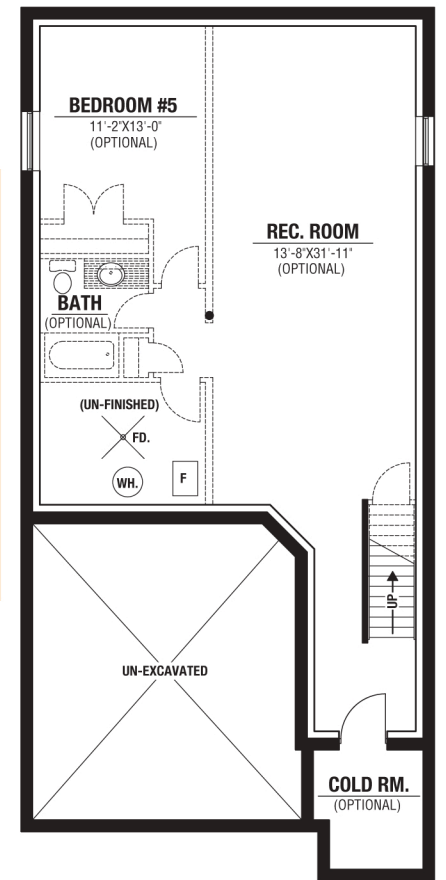 BEDROOM #5
11'-2"X13'-0"
(OPTIONAL)
REC. ROOM
13'-8"X31'-11"
(OPTIONAL)
BATH
(OPTIONAL)
(UN-FINISHED)
FD.
WH.
F
UP
UN-EXCAVATED
COLD RM.
(OPTIONAL)